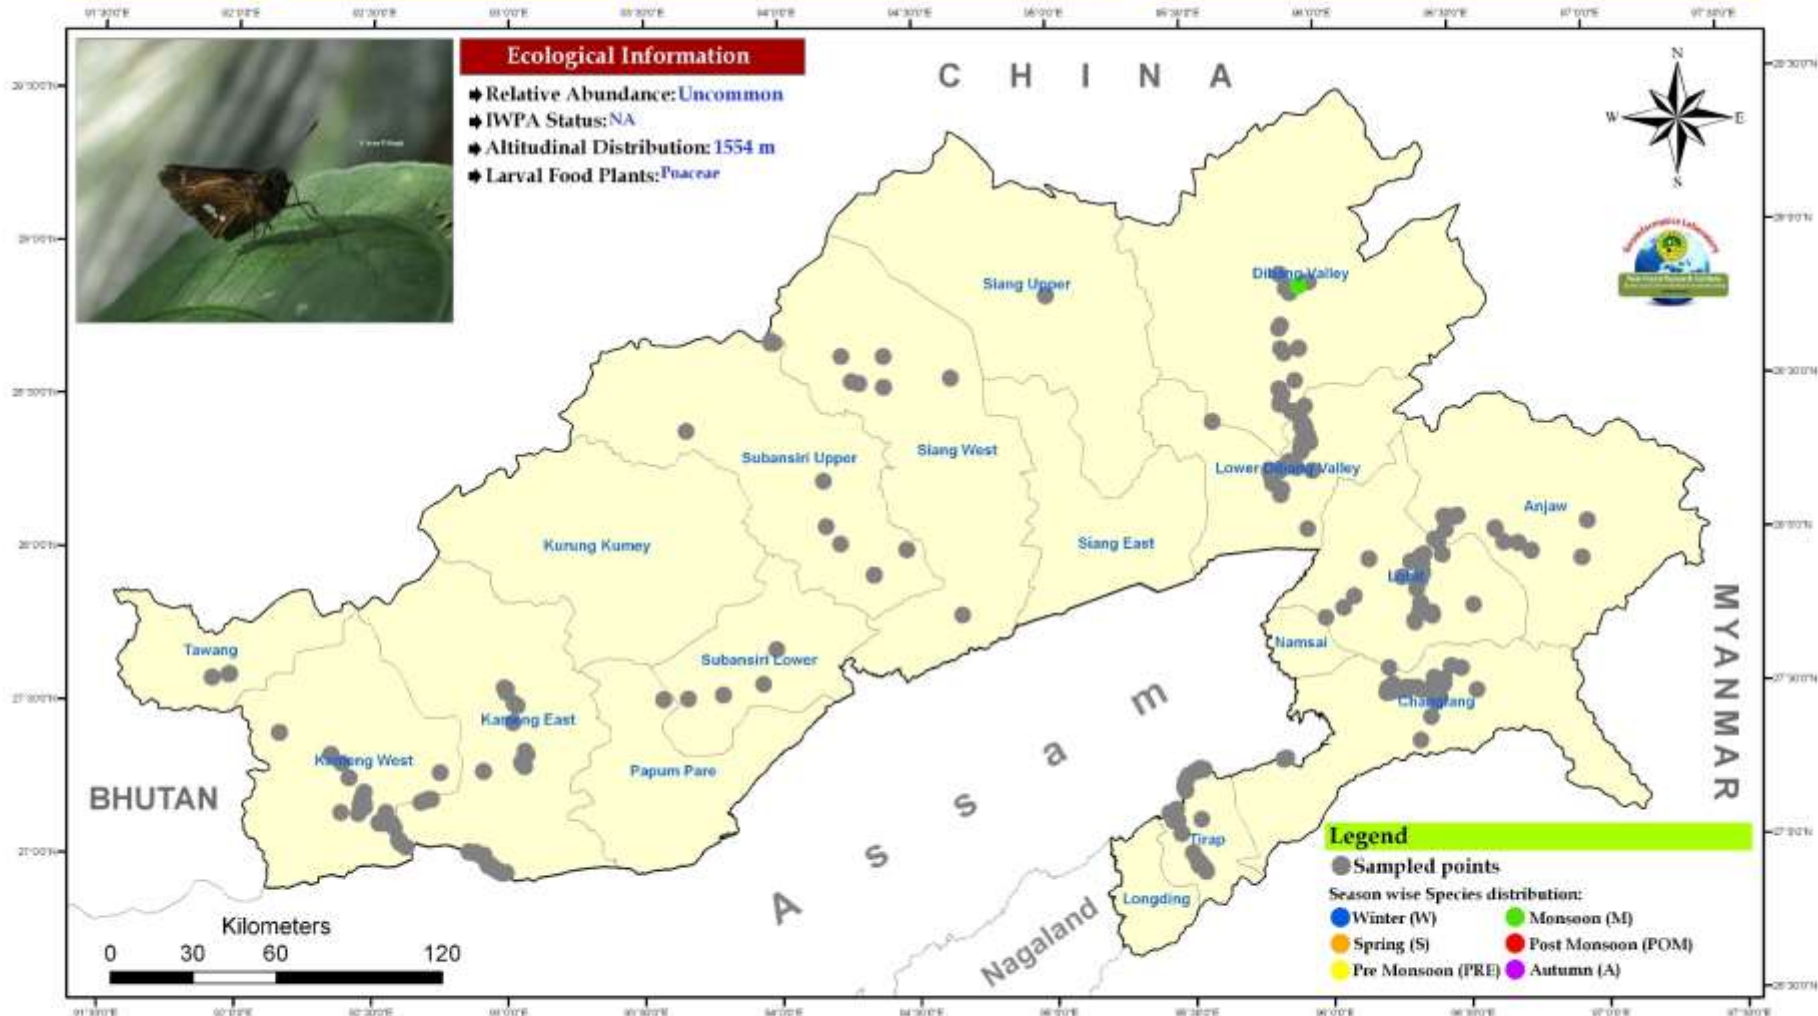 Ecological Information
Relative Abundance: Uncommon
IWPA Status: NA
Altitudinal Distribution: 1554 m
Larval Food Plants: Poaceae
CHINA
N
W E
S
Dibang Valley
Siang Upper
Siang West
Subansiri Upper
Lower Dibang Valley
Anjaw
Kurung Kumey
Siang East
Lohit
Namsai
MYANMAR
Tawang
Subansiri Lower
Changlang
Kameng East
Kameng West
Papum Pare
BHUTAN
Assam
Tirap
Longding
Nagaland
Kilometers
0 30 60 120
Legend
Sampled points
Season wise Species distribution:
Winter (W) Monsoon (M)
Spring (S) Post Monsoon (POM)
Pre Monsoon (PRE) Autumn (A)